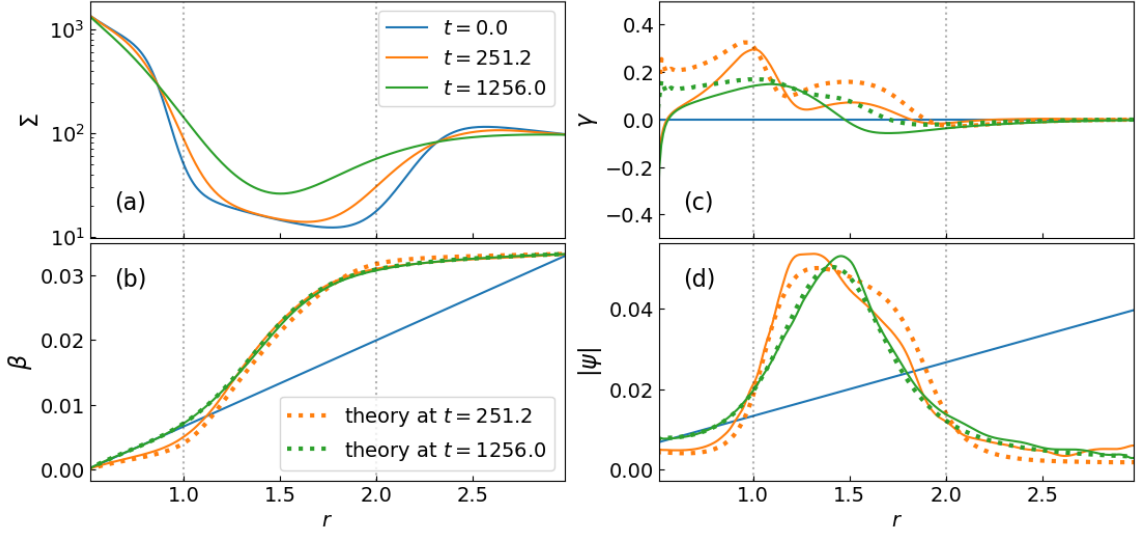 10³
10²
10¹
Σ
(a)
t = 0.0
t = 251.2
t = 1256.0
0.4
0.2
0.0
−0.2
−0.4
γ
(c)
0.03
0.02
0.01
0.00
β
(b)
theory at t = 251.2
theory at t = 1256.0
1.0 1.5 2.0 2.5
r
0.04
0.02
0.00
|ψ|
(d)
1.0 1.5 2.0 2.5
r